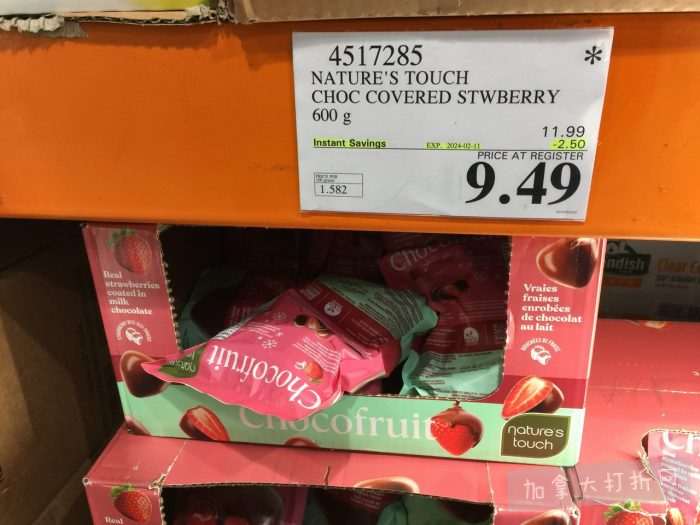 4517285 *
NATURE'S TOUCH
CHOC COVERED STWBERRY
600 g
11.99
Instant Savings EXP. 2024-02-11 -2.50
PRICE AT REGISTER
1.582
9.49
Real
strawberries
coated in
milk
chocolate
Vraies
fraises
enrobées
de chocolat
au lait
Chocofruit
Chocofruit
nature's
touch
Real
加拿大打折网